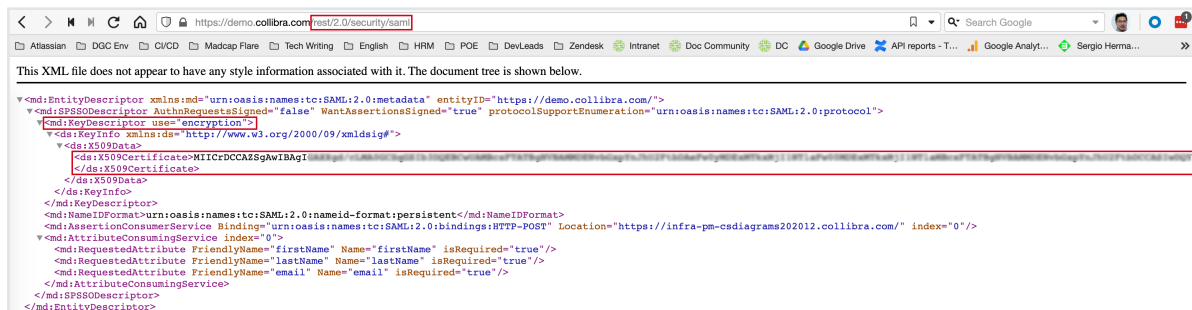 https://demo.collibra.com/rest/2.0/security/saml
Search Google
1
Atlassian DGC Env CI/CD Madcap Flare Tech Writing English HRM POE DevLeads Zendesk Intranet Doc Community DC Google Drive API reports - T... Google Analyt... Sergio Herma...
This XML file does not appear to have any style information associated with it. The document tree is shown below.
<md:EntityDescriptor xmlns:md="urn:oasis:names:tc:SAML:2.0:metadata" entityID="https://demo.collibra.com/">
<md:SPSSODescriptor AuthnRequestsSigned="false" WantAssertionsSigned="true" protocolSupportEnumeration="urn:oasis:names:tc:SAML:2.0:protocol">
<md:KeyDescriptor use="encryption">
<ds:KeyInfo xmlns:ds="http://www.w3.org/2000/09/xmldsig#">
<ds:X509Data>
<ds:X509Certificate>MIICrDCCAZSgAwIBAgI
</ds:X509Certificate>
</ds:X509Data>
</ds:KeyInfo>
</md:KeyDescriptor>
<md:NameIDFormat>urn:oasis:names:tc:SAML:2.0:nameid-format:persistent</md:NameIDFormat>
<md:AssertionConsumerService Binding="urn:oasis:names:tc:SAML:2.0:bindings:HTTP-POST" Location="https://infra-pm-csdiagrams202012.collibra.com/" index="0"/>
<md:AttributeConsumingService index="0">
<md:RequestedAttribute FriendlyName="firstName" Name="firstName" isRequired="true"/>
<md:RequestedAttribute FriendlyName="lastName" Name="lastName" isRequired="true"/>
<md:RequestedAttribute FriendlyName="email" Name="email" isRequired="true"/>
</md:AttributeConsumingService>
</md:SPSSODescriptor>
</md:EntityDescriptor>